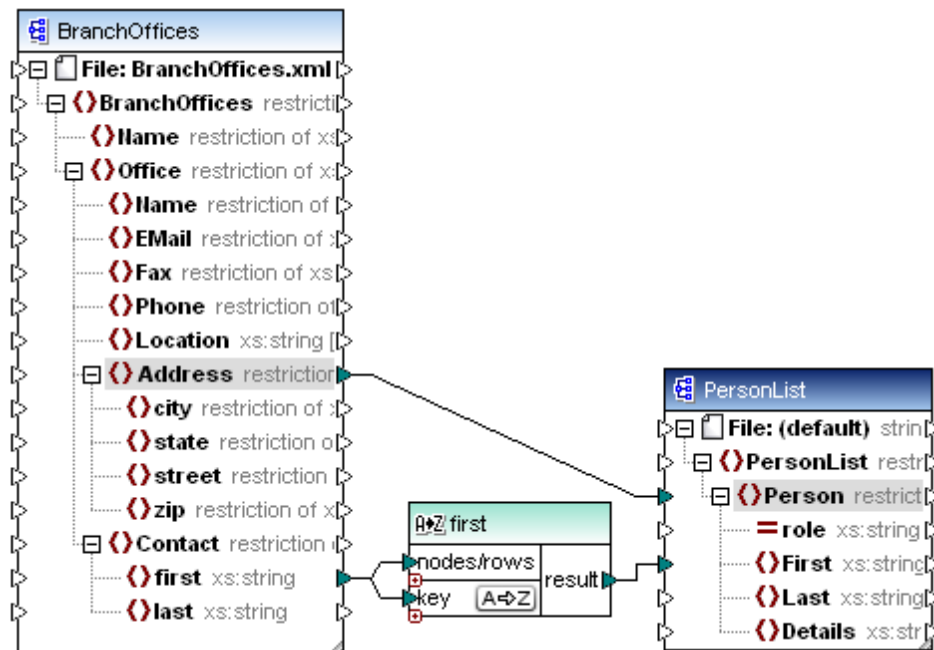 BranchOffices
File: BranchOffices.xml
BranchOffices restricti
Name restriction of xs
Office restriction of x
Name restriction of
EMail restriction of x
Fax restriction of xs
Phone restriction of
Location xs:string [
Address restriction
city restriction of
state restriction o
street restriction
zip restriction of x
Contact restriction
first xs:string
last xs:string
A Z first
nodes/rows
key A Z
result
PersonList
File: (default) strin
PersonList restr
Person restrict
role xs:string
First xs:string
Last xs:string
Details xs:str